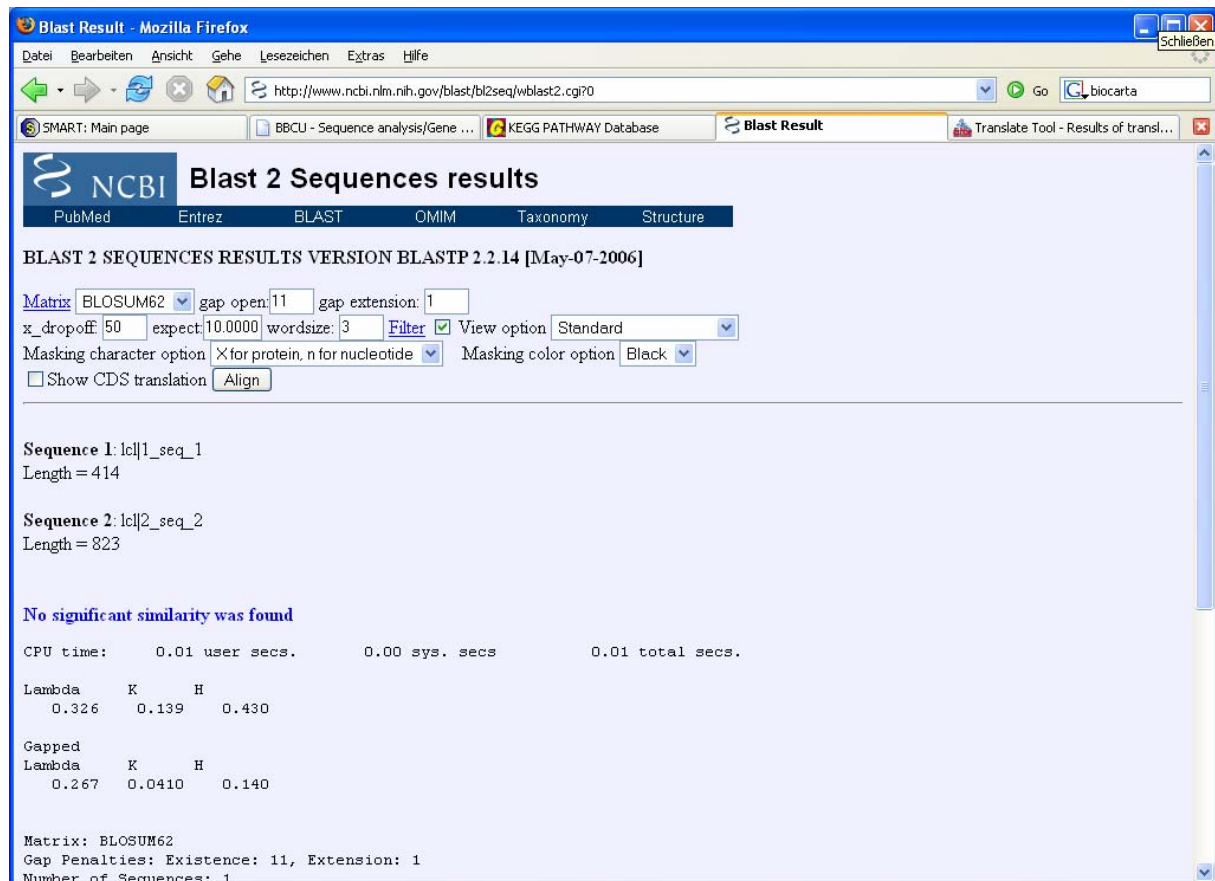 Blast Result - Mozilla Firefox
Schließen
Datei Bearbeiten Ansicht Gehe Lesezeichen Extras Hilfe
http://www.ncbi.nlm.nih.gov/blast/bl2seq/wblast2.cgi?0 Go G biocarta
SMART: Main page BBCU - Sequence analysis/Gene ... KEGG PATHWAY Database Blast Result Translate Tool - Results of transl...
NCBI Blast 2 Sequences results
PubMed Entrez BLAST OMIM Taxonomy Structure
BLAST 2 SEQUENCES RESULTS VERSION BLASTP 2.2.14 [May-07-2006]
Matrix BLOSUM62 gap open: 11 gap extension: 1
x_dropoff: 50 expect: 10.0000 wordsize: 3 Filter View option Standard
Masking character option X for protein, n for nucleotide Masking color option Black
Show CDS translation Align
Sequence 1: lcl|1_seq_1
Length = 414
Sequence 2: lcl|2_seq_2
Length = 823
No significant similarity was found
CPU time: 0.01 user secs. 0.00 sys. secs 0.01 total secs.
Lambda K H
0.326 0.139 0.430
Gapped
Lambda K H
0.267 0.0410 0.140
Matrix: BLOSUM62
Gap Penalties: Existence: 11, Extension: 1
Number of Sequences: 1